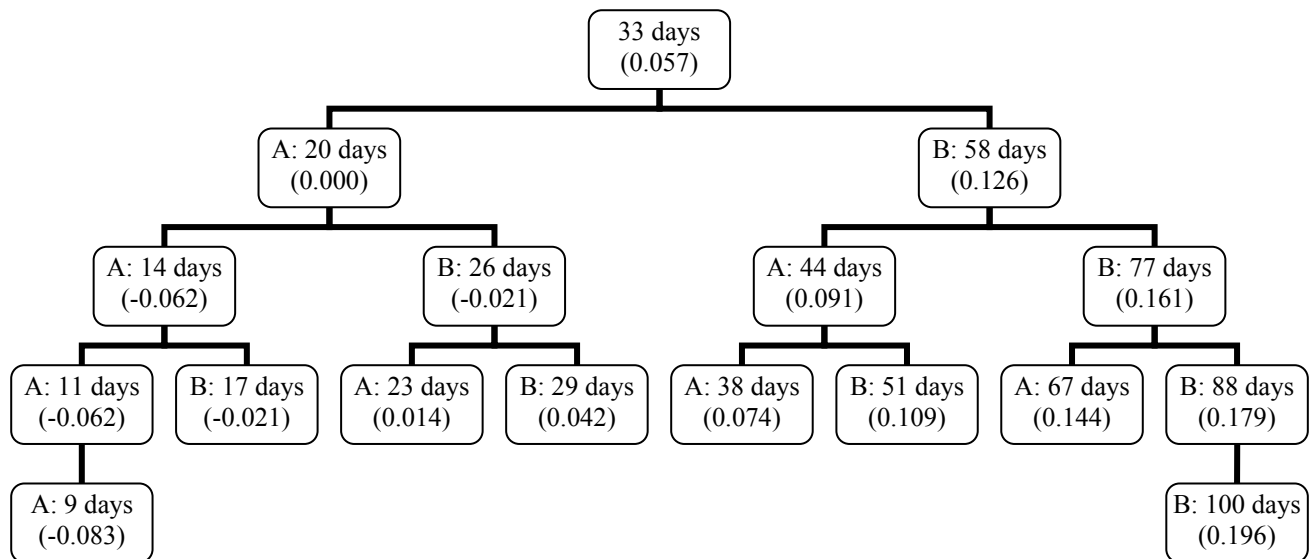 33 days
(0.057)
A: 20 days
(0.000)
B: 58 days
(0.126)
A: 14 days
(-0.062)
B: 26 days
(-0.021)
A: 44 days
(0.091)
B: 77 days
(0.161)
A: 11 days
(-0.062)
B: 17 days
(-0.021)
A: 23 days
(0.014)
B: 29 days
(0.042)
A: 38 days
(0.074)
B: 51 days
(0.109)
A: 67 days
(0.144)
B: 88 days
(0.179)
A: 9 days
(-0.083)
B: 100 days
(0.196)